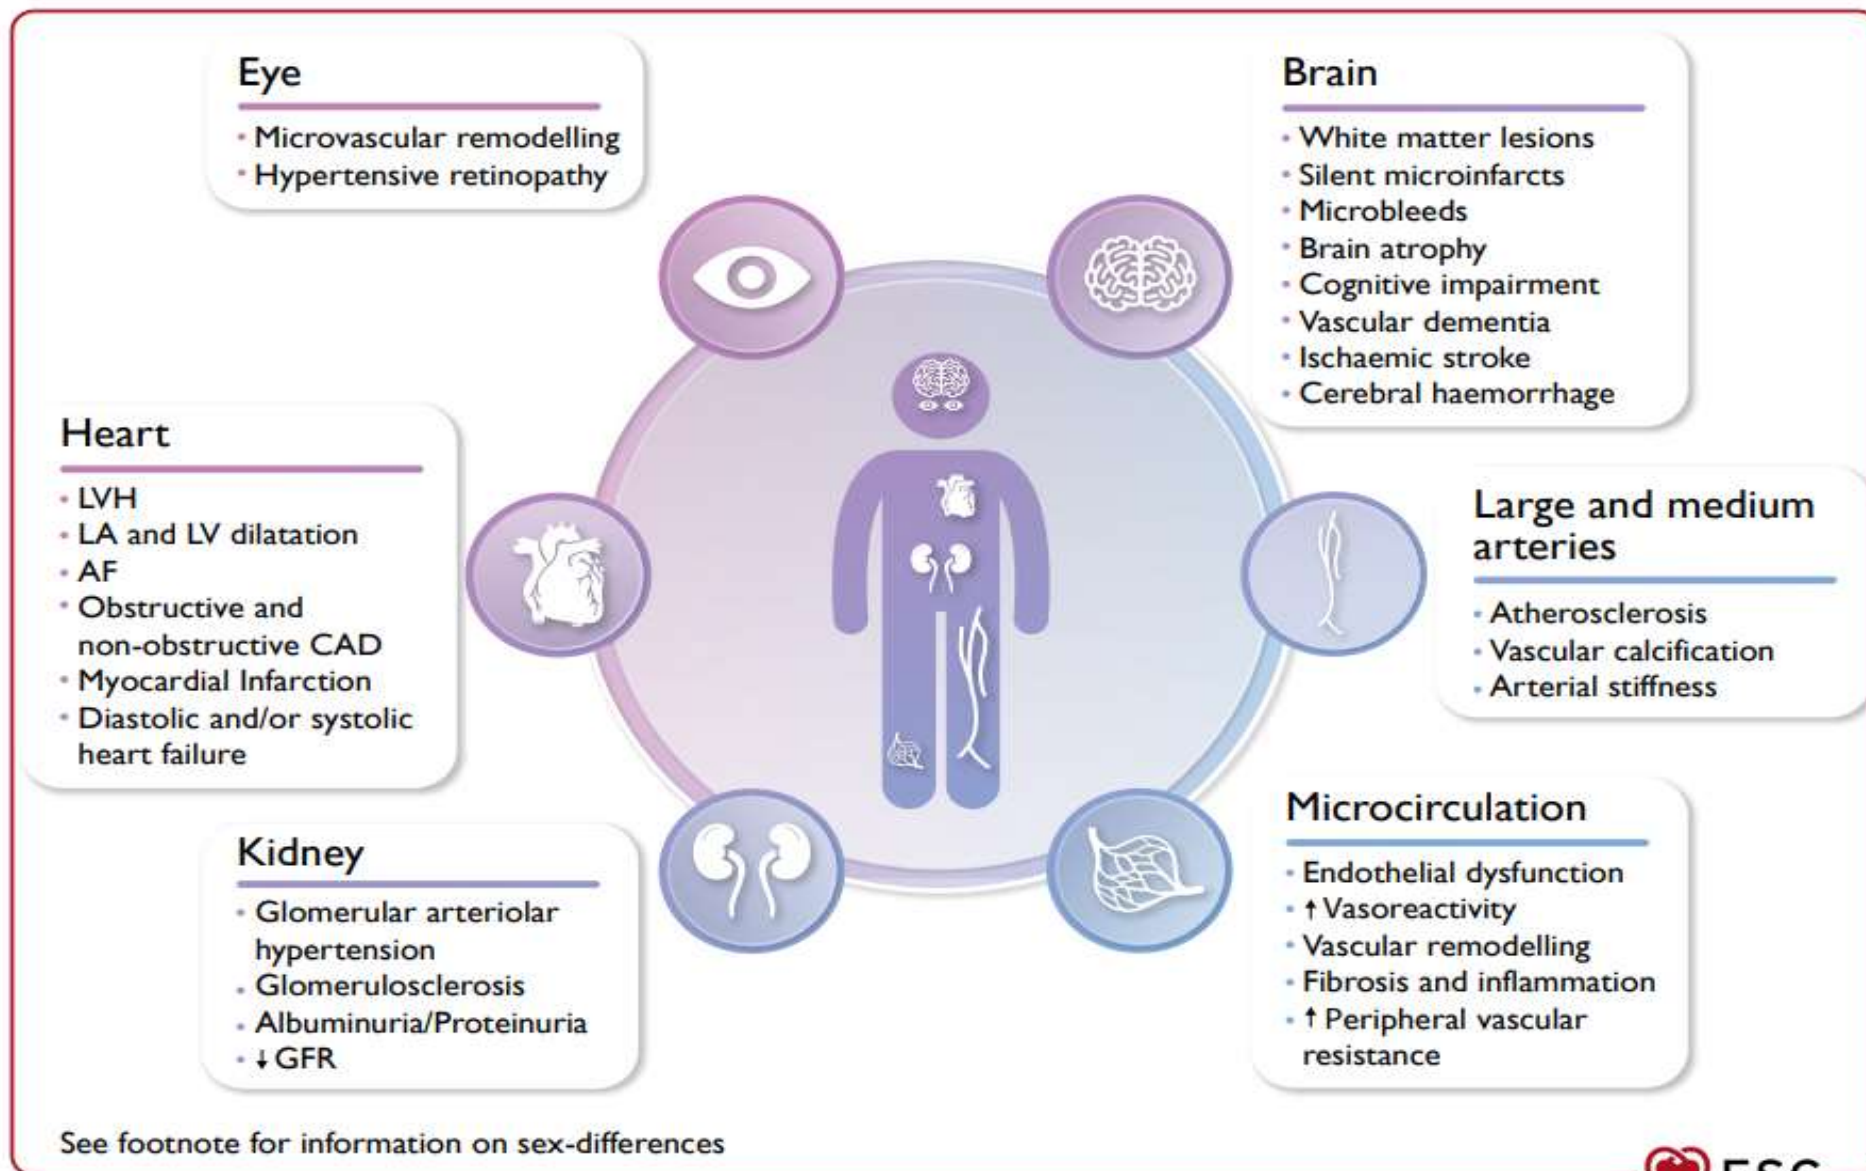 Eye
• Microvascular remodelling
• Hypertensive retinopathy
Brain
• White matter lesions
• Silent microinfarcts
• Microbleeds
• Brain atrophy
• Cognitive impairment
• Vascular dementia
• Ischaemic stroke
• Cerebral haemorrhage
Heart
• LVH
• LA and LV dilatation
• AF
• Obstructive and
non-obstructive CAD
• Myocardial Infarction
• Diastolic and/or systolic
heart failure
Large and medium
arteries
• Atherosclerosis
• Vascular calcification
• Arterial stiffness
Kidney
• Glomerular arteriolar
hypertension
• Glomerulosclerosis
• Albuminuria/Proteinuria
• ↓ GFR
Microcirculation
• Endothelial dysfunction
• ↑ Vasoreactivity
• Vascular remodelling
• Fibrosis and inflammation
• ↑ Peripheral vascular
resistance
See footnote for information on sex-differences
ESC